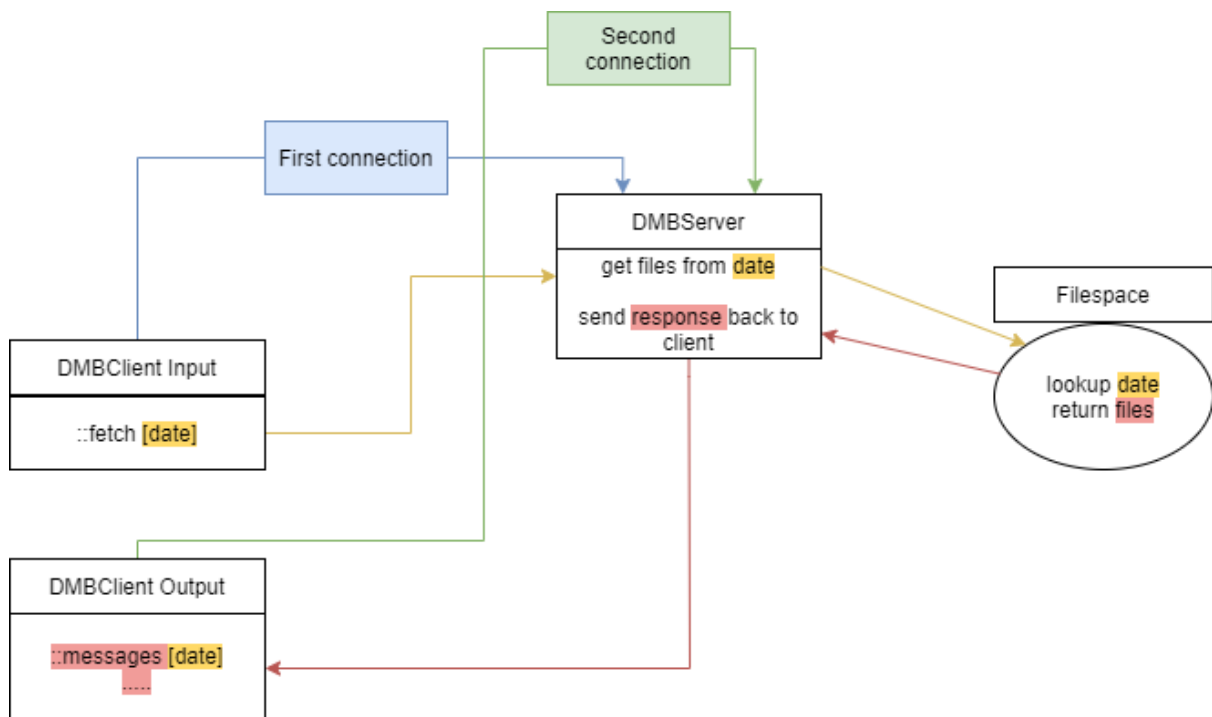 Second
connection
First connection
DMBServer
get files from date
send response back to
client
Filespace
lookup date
return files
DMBClient Input
::fetch [date]
DMBClient Output
::messages [date]
.....